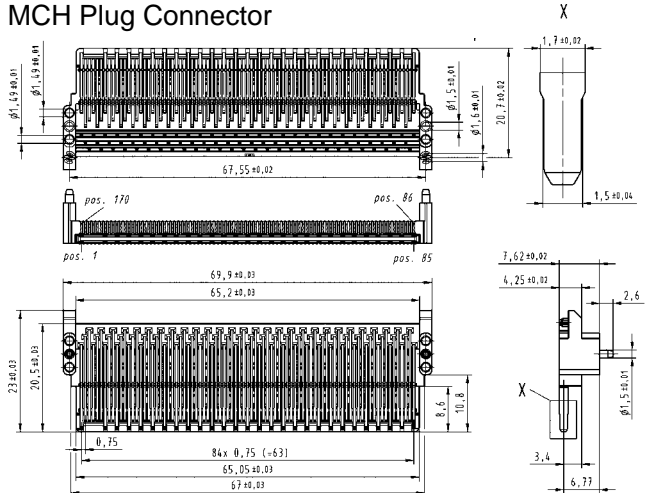 MCH Plug Connector
X
1,7±0,02
ø1,49±0,01
ø1,49±0,01
ø1,5±0,01
ø1,6±0,01
20,7±0,02
67,55±0,02
1,5±0,04
pos. 170
pos. 86
pos. 1
pos. 85
69,9±0,03
65,2±0,03
7,62±0,02
4,25±0,02
2,6
23±0,03
20,5±0,03
8,6
10,8
X
ø1,5±0,01
0,75
84x 0,75 (=63)
65,05±0,03
67±0,03
3,4
6,77